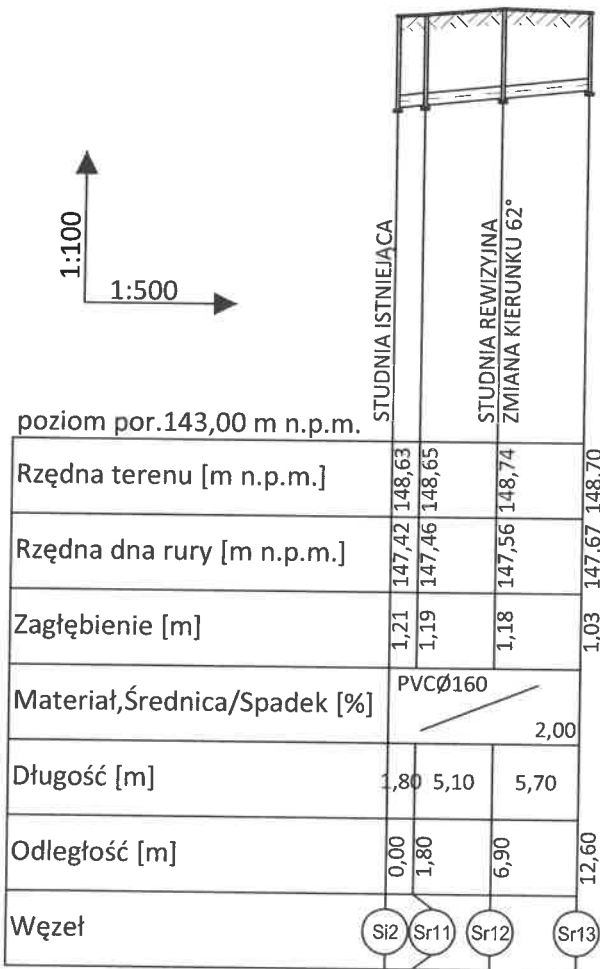 1:100
1:500
STUDNIA ISTNIEJĄCA
STUDNIA REWIZYJNA
ZMIANA KIERUNKU 62°
poziom por.143,00 m n.p.m.
Rzędna terenu [m n.p.m.] 148,63 148,65 148,74 148,70
Rzędna dna rury [m n.p.m.] 147,42 147,46 147,56 147,67
Zagłębienie [m] 1,21 1,19 1,18 1,03
Materiał,Średnica/Spadek [%] PVCØ160 2,00
Długość [m] 1,80 5,10 5,70
Odległość [m] 0,00 1,80 6,90 12,60
Węzeł Si2 Sr11 Sr12 Sr13